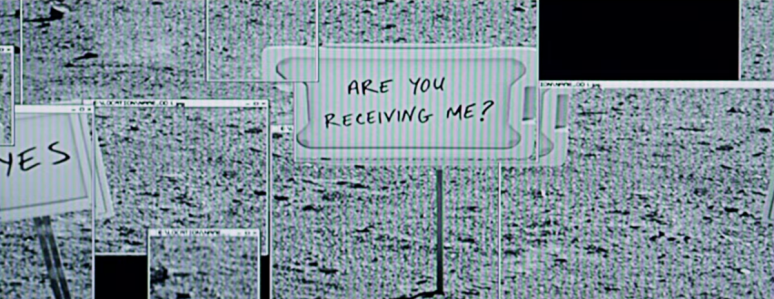 ARE YOU
RECEIVING ME?
YES